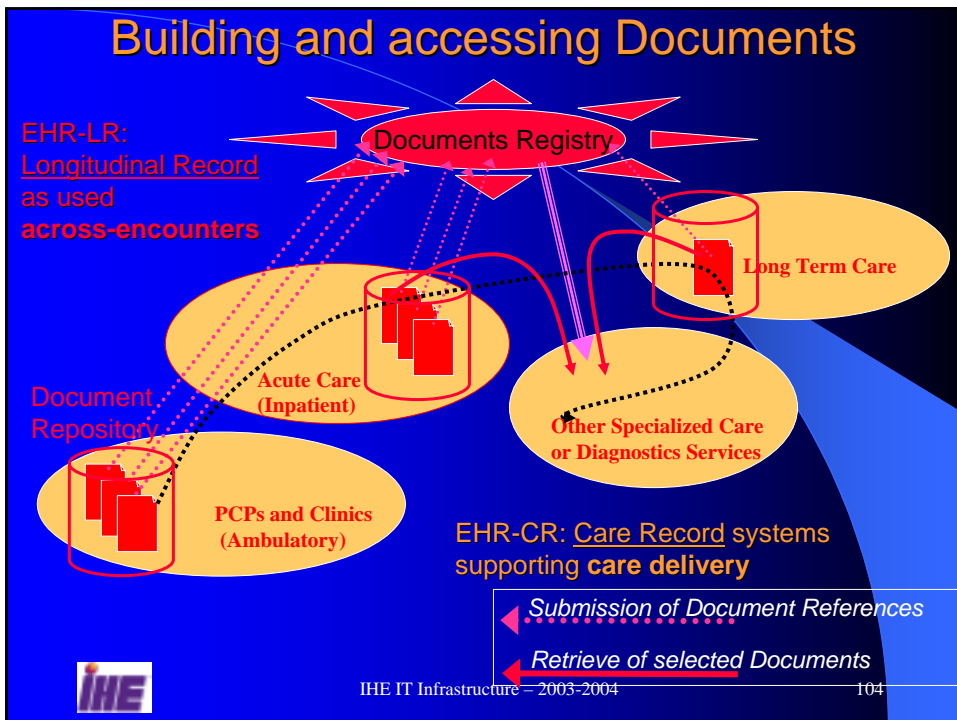 Building and accessing Documents
EHR-LR:
Longitudinal Record
as used
across-encounters
Documents Registry
Long Term Care
Acute Care
(Inpatient)
Document
Repository
Other Specialized Care
or Diagnostics Services
PCPs and Clinics
(Ambulatory)
EHR-CR: Care Record systems
supporting care delivery
Submission of Document References
Retrieve of selected Documents
IHE
IHE IT Infrastructure – 2003-2004
104